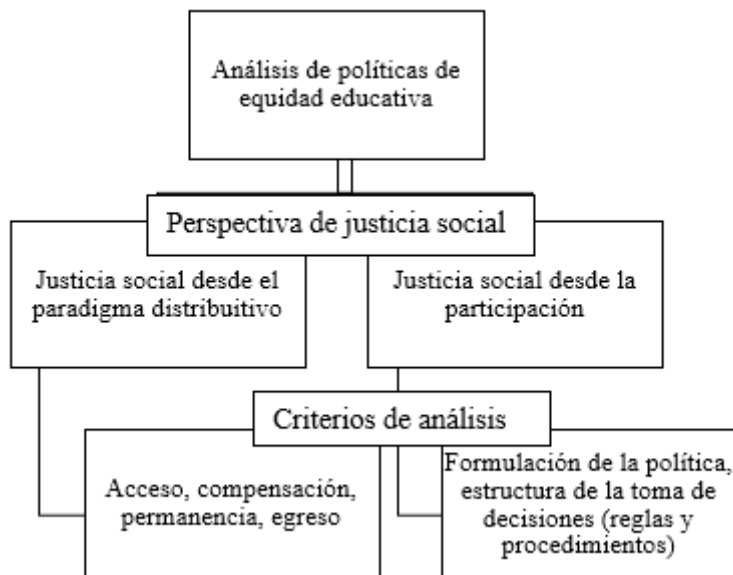 Análisis de políticas de
equidad educativa
Perspectiva de justicia social
Justicia social desde el
paradigma distribuitivo
Justicia social desde la
participación
Criterios de análisis
Acceso, compensación,
permanencia, egreso
Formulación de la política,
estructura de la toma de
decisiones (reglas y
procedimientos)